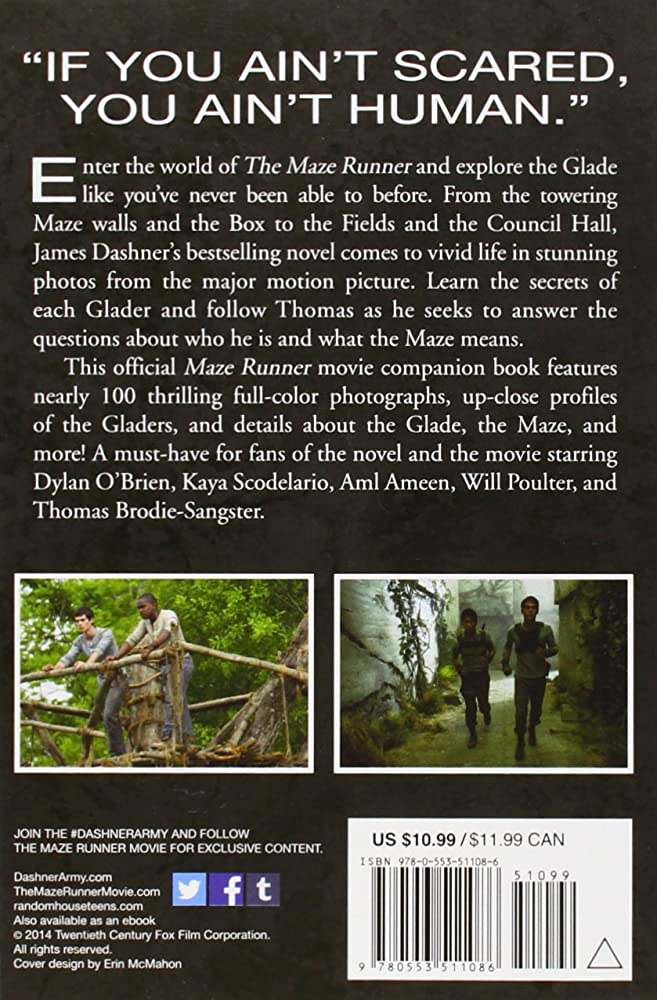 “IF YOU AIN’T SCARED,
YOU AIN’T HUMAN.”
Enter the world of The Maze Runner and explore the Glade
like you’ve never been able to before. From the towering
Maze walls and the Box to the Fields and the Council Hall,
James Dashner’s bestselling novel comes to vivid life in stunning
photos from the major motion picture. Learn the secrets of
each Glader and follow Thomas as he seeks to answer the
questions about who he is and what the Maze means.
This official Maze Runner movie companion book features
nearly 100 thrilling full-color photographs, up-close profiles
of the Gladers, and details about the Glade, the Maze, and
more! A must-have for fans of the novel and the movie starring
Dylan O’Brien, Kaya Scodelario, Aml Ameen, Will Poulter, and
Thomas Brodie-Sangster.
JOIN THE #DASHNERARMY AND FOLLOW
THE MAZE RUNNER MOVIE FOR EXCLUSIVE CONTENT.
DashnerArmy.com
TheMazeRunnerMovie.com
randomhouseteens.com
Also available as an ebook
© 2014 Twentieth Century Fox Film Corporation.
All rights reserved.
Cover design by Erin McMahon
f t
US $10.99 / $11.99 CAN
ISBN 978-0-553-51108-6
51099
9 780553 511086